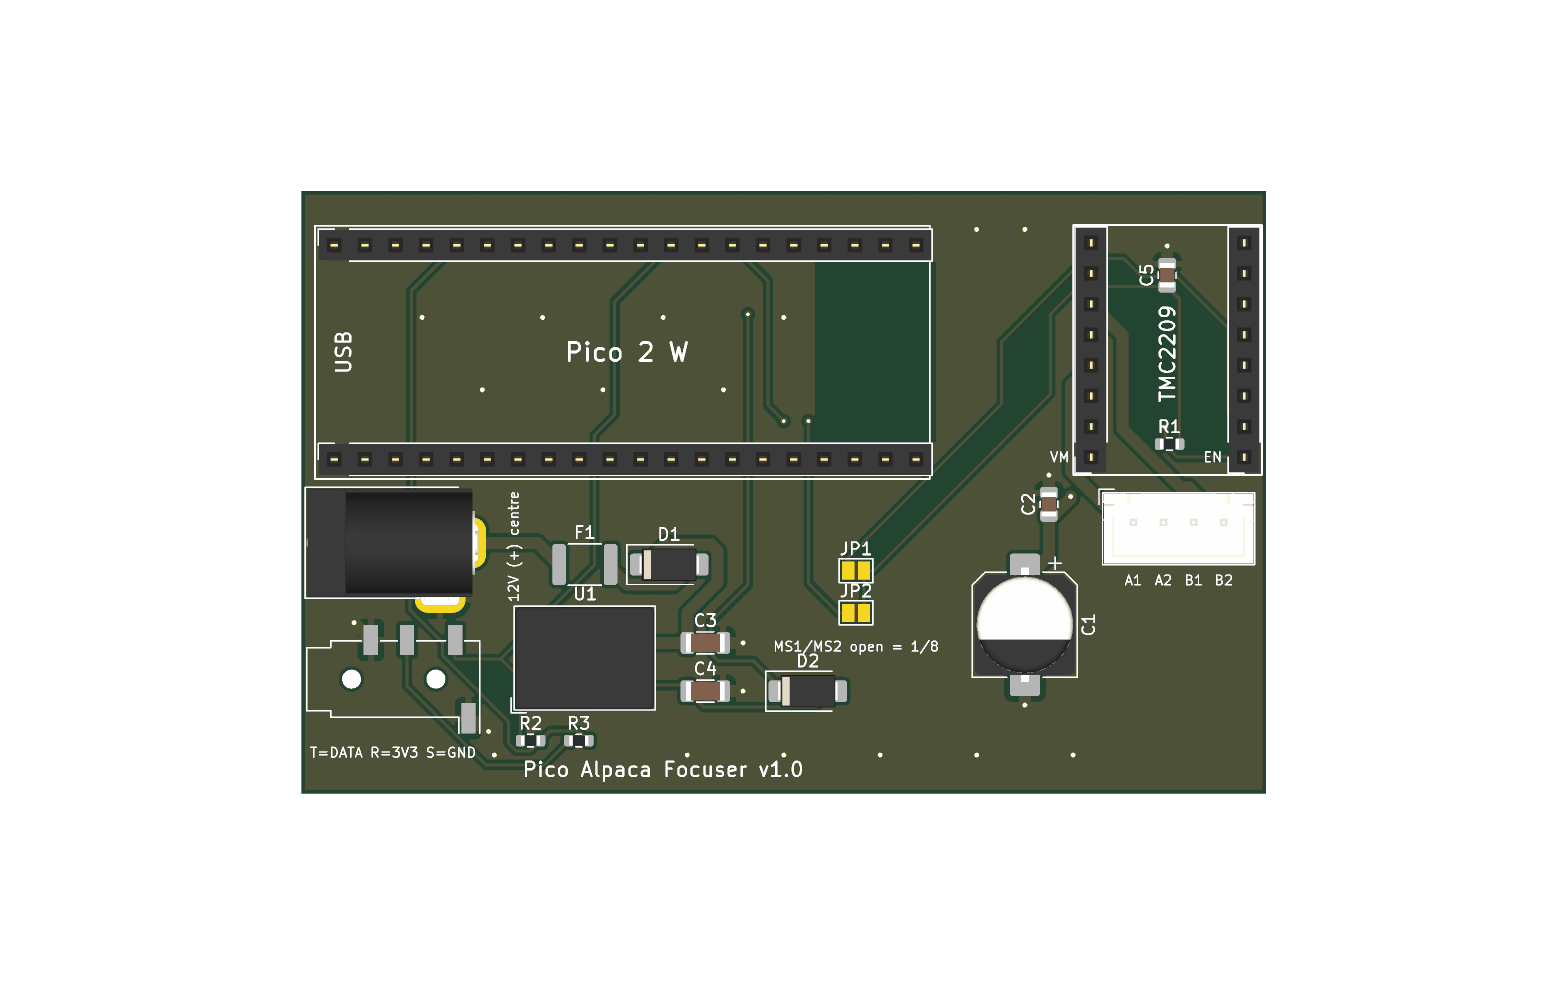 C5
USB
Pico 2 W
TMC2209
R1
VM
EN
C2
12V (+) centre
F1
D1
JP1
A1 A2 B1 B2
JP2
U1
+
C3
C1
MS1/MS2 open = 1/8
D2
C4
R2
R3
T=DATA R=3V3 S=GND
Pico Alpaca Focuser v1.0